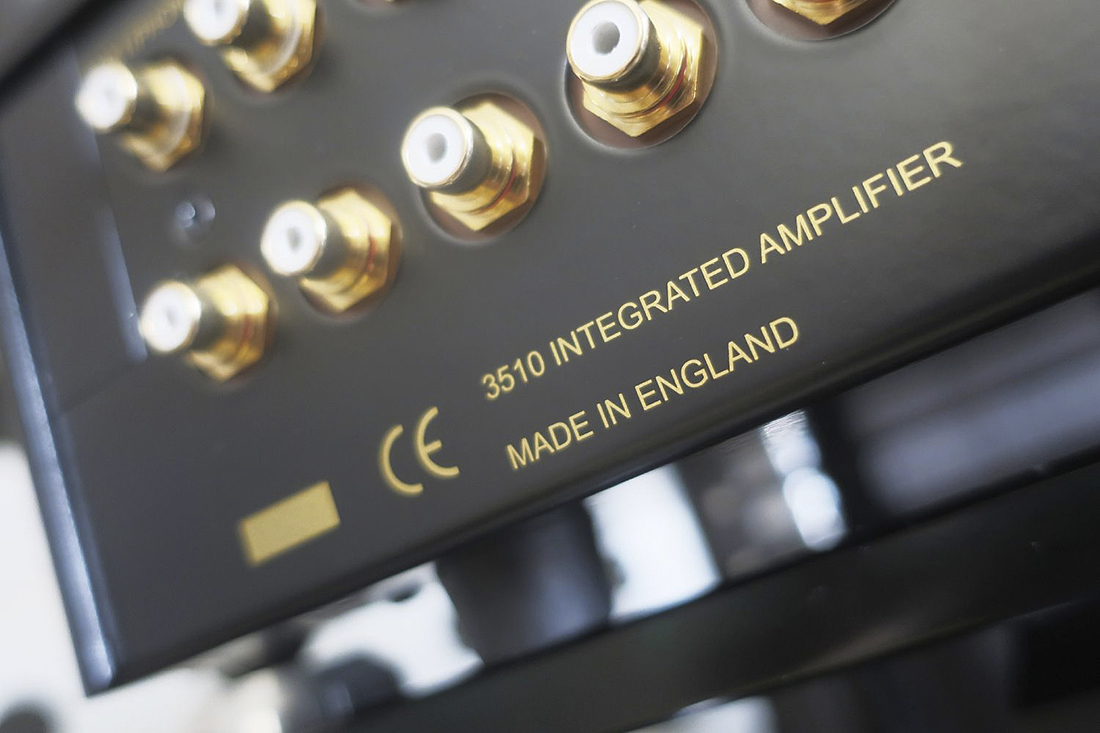 3510 INTEGRATED AMPLIFIER
CE MADE IN ENGLAND